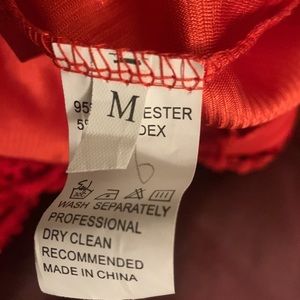 95
M
ESTER
5
DEX
WASH SEPARATELY
PROFESSIONAL
DRY CLEAN
RECOMMENDED
MADE IN CHINA